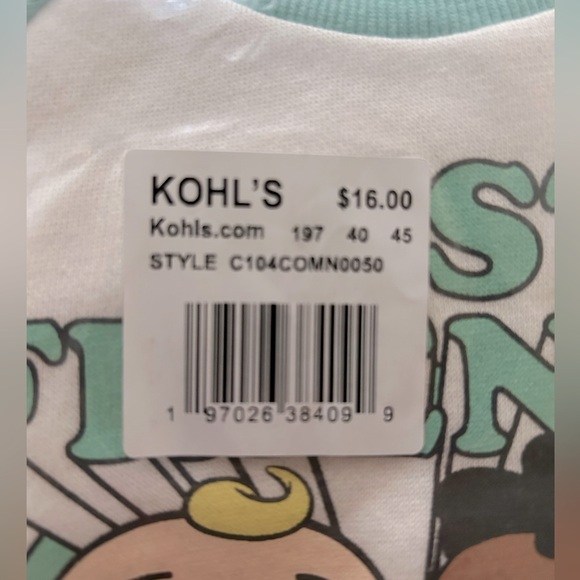 KOHL'S $16.00
Kohls.com 197 40 45
STYLE C104COMN0050
1 97026 38409 9